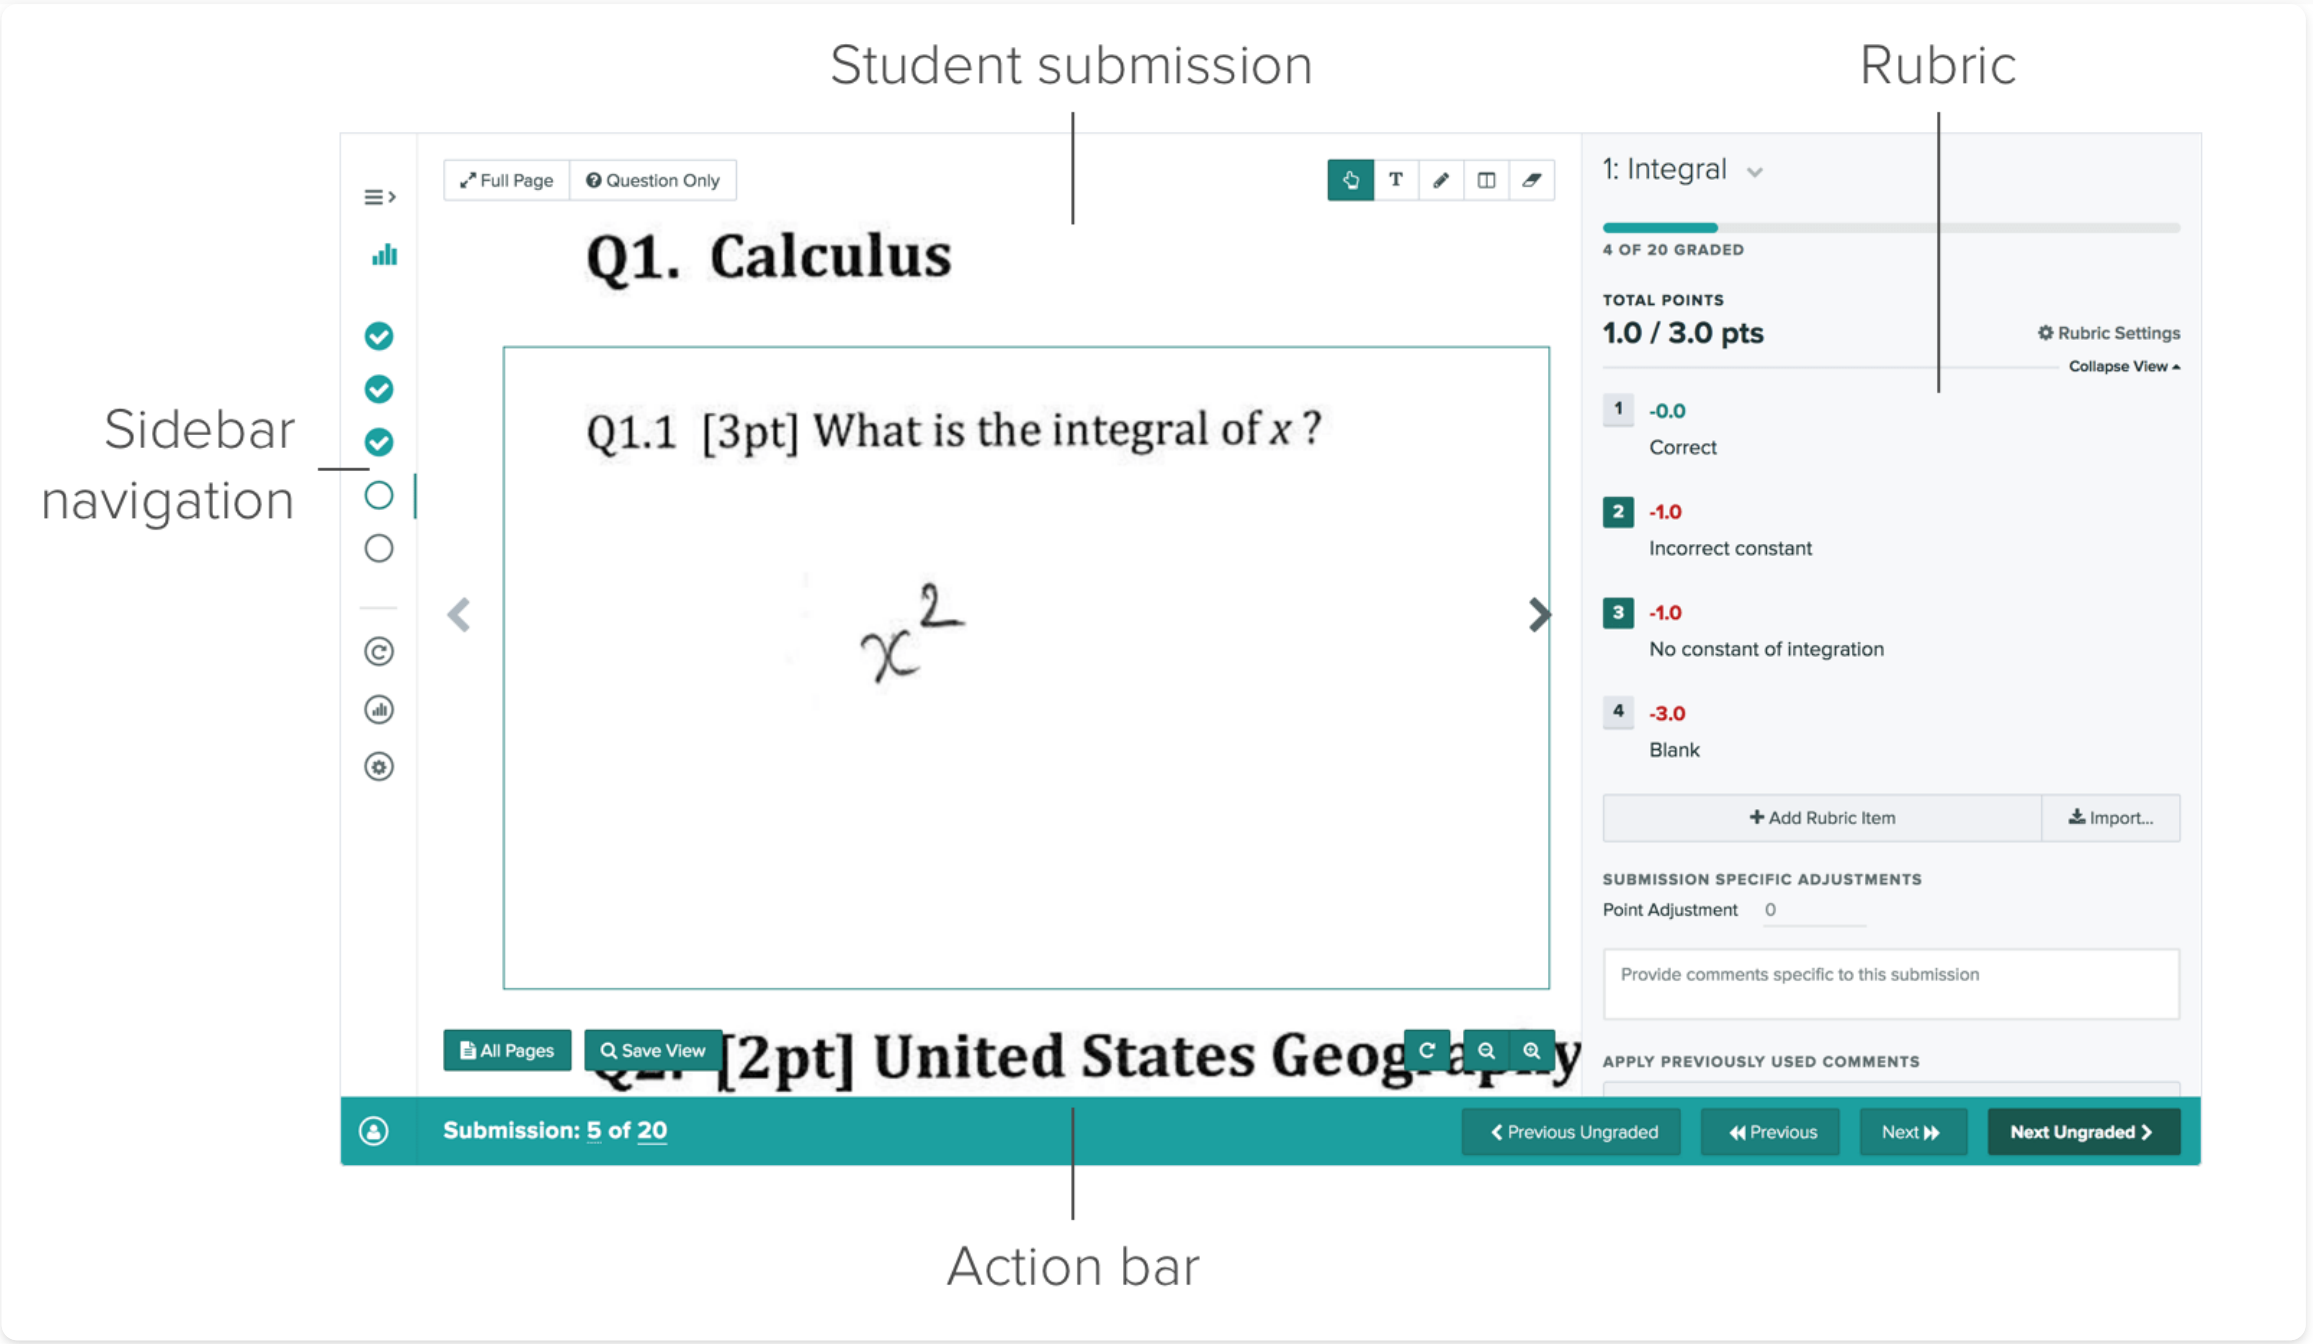 Student submission
Rubric
Sidebar
navigation
Full Page
Question Only
T
Q1. Calculus
Q1.1 [3pt] What is the integral of x ?
x²
All Pages
Save View
Q2. [2pt] United States Geography
1: Integral
4 OF 20 GRADED
TOTAL POINTS
1.0 / 3.0 pts
Rubric Settings
Collapse View
1 -0.0
Correct
2 -1.0
Incorrect constant
3 -1.0
No constant of integration
4 -3.0
Blank
Add Rubric Item
Import...
SUBMISSION SPECIFIC ADJUSTMENTS
Point Adjustment 0
Provide comments specific to this submission
APPLY PREVIOUSLY USED COMMENTS
Submission: 5 of 20
Previous Ungraded
Previous
Next
Next Ungraded
Action bar